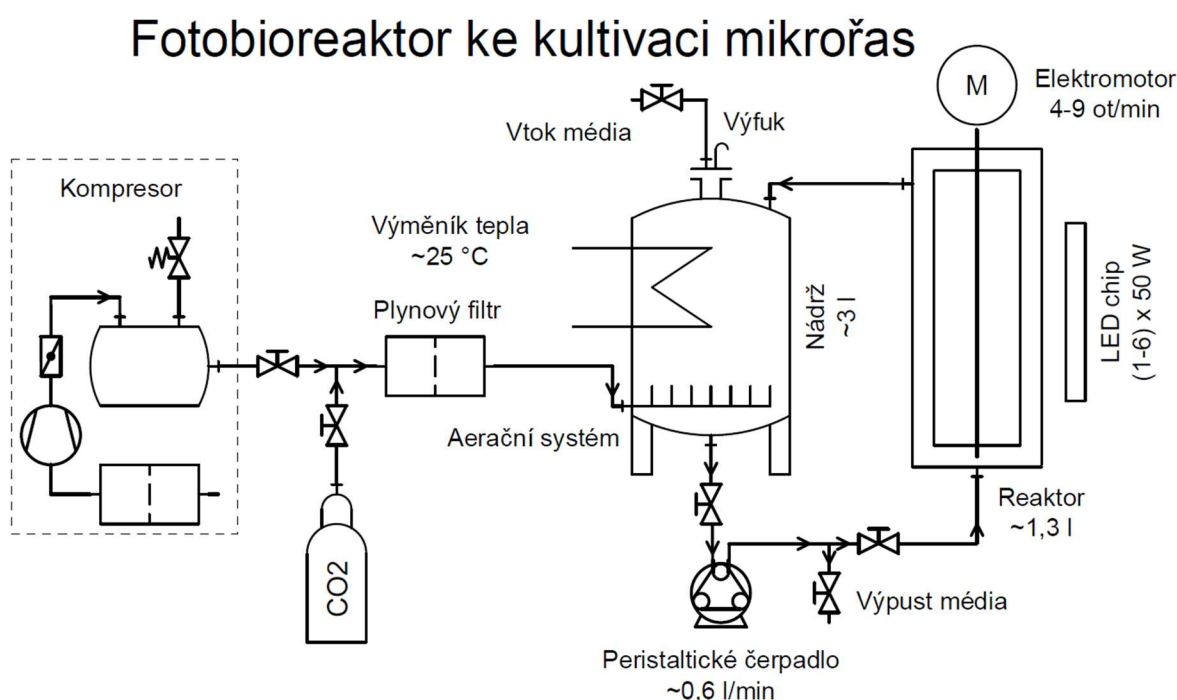 Fotobioreaktor ke kultivaci mikrořas
M
Elektromotor
4-9 ot/min
Vtok média
Výfuk
Kompresor
Výměník tepla
~25 °C
Plynový filtr
Nádrž
~3 l
LED chip
(1-6) x 50 W
Aerační systém
Reaktor
~1,3 l
CO2
Výpust média
Peristaltické čerpadlo
~0,6 l/min